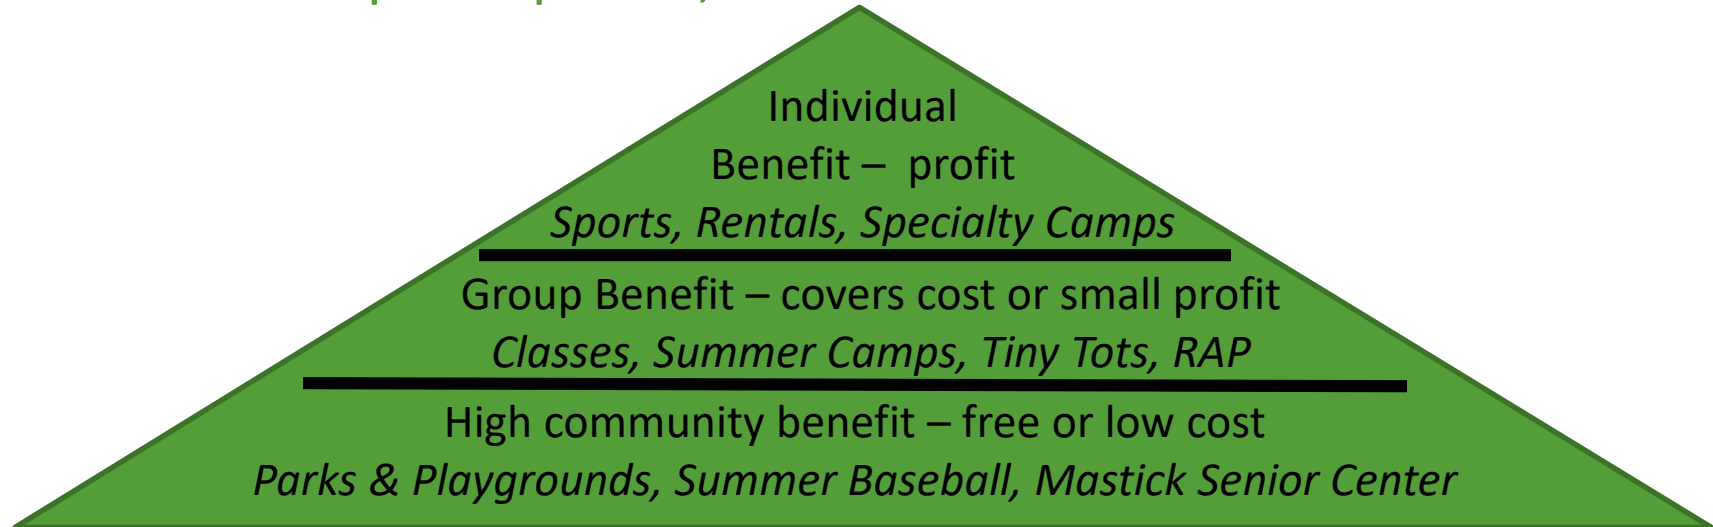 Individual
Benefit – profit
Sports, Rentals, Specialty Camps
Group Benefit – covers cost or small profit
Classes, Summer Camps, Tiny Tots, RAP
High community benefit – free or low cost
Parks & Playgrounds, Summer Baseball, Mastick Senior Center